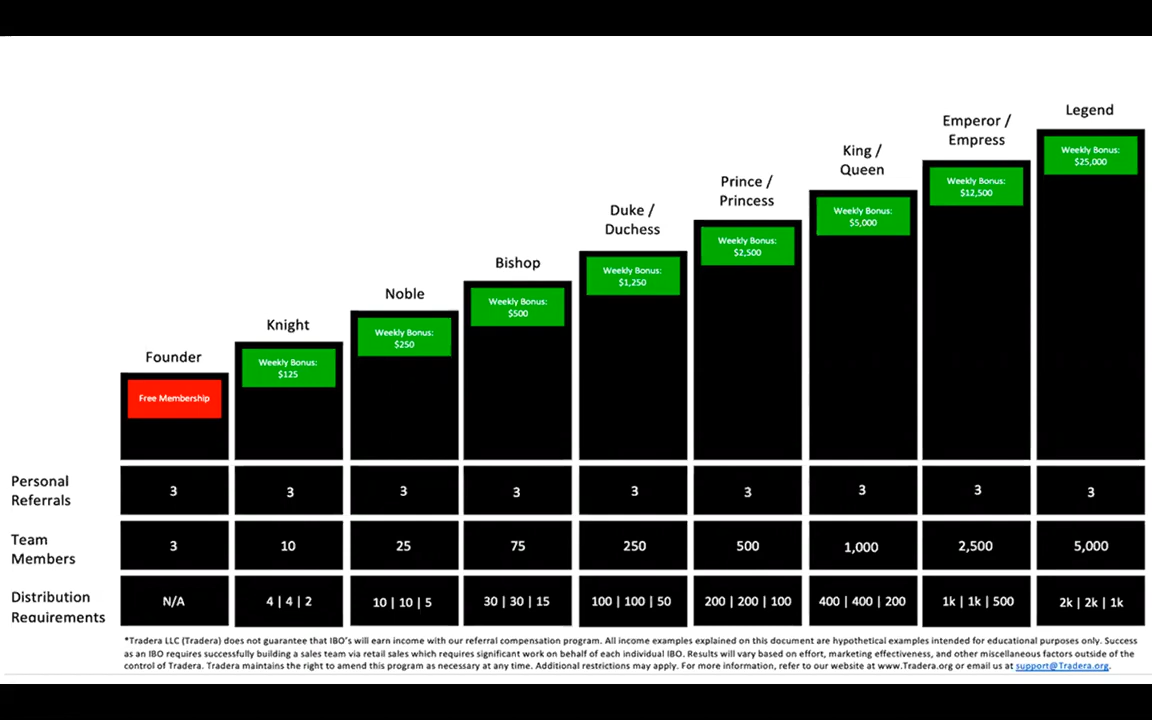 Legend
Weekly Bonus:
$25,000
Emperor /
Empress
Weekly Bonus:
$12,500
King /
Queen
Weekly Bonus:
$5,000
Prince /
Princess
Weekly Bonus:
$2,500
Duke /
Duchess
Weekly Bonus:
$1,250
Bishop
Weekly Bonus:
$500
Noble
Weekly Bonus:
$250
Knight
Weekly Bonus:
$125
Founder
Free Membership
Personal
Referrals
3 3 3 3 3 3 3 3 3
Team
Members
3 10 25 75 250 500 1,000 2,500 5,000
Distribution
Requirements
N/A 4 | 4 | 2 10 | 10 | 5 30 | 30 | 15 100 | 100 | 50 200 | 200 | 100 400 | 400 | 200 1k | 1k | 500 2k | 2k | 1k
*Tradera LLC (Tradera) does not guarantee that IBO's will earn income with our referral compensation program. All income examples explained on this document are hypothetical examples intended for educational purposes only. Success
as an IBO requires successfully building a sales team via retail sales which requires significant work on behalf of each individual IBO. Results will vary based on effort, marketing effectiveness, and other miscellaneous factors outside of the
control of Tradera. Tradera maintains the right to amend this program as necessary at any time. Additional restrictions may apply. For more information, refer to our website at www.Tradera.org or email us at support@Tradera.org.